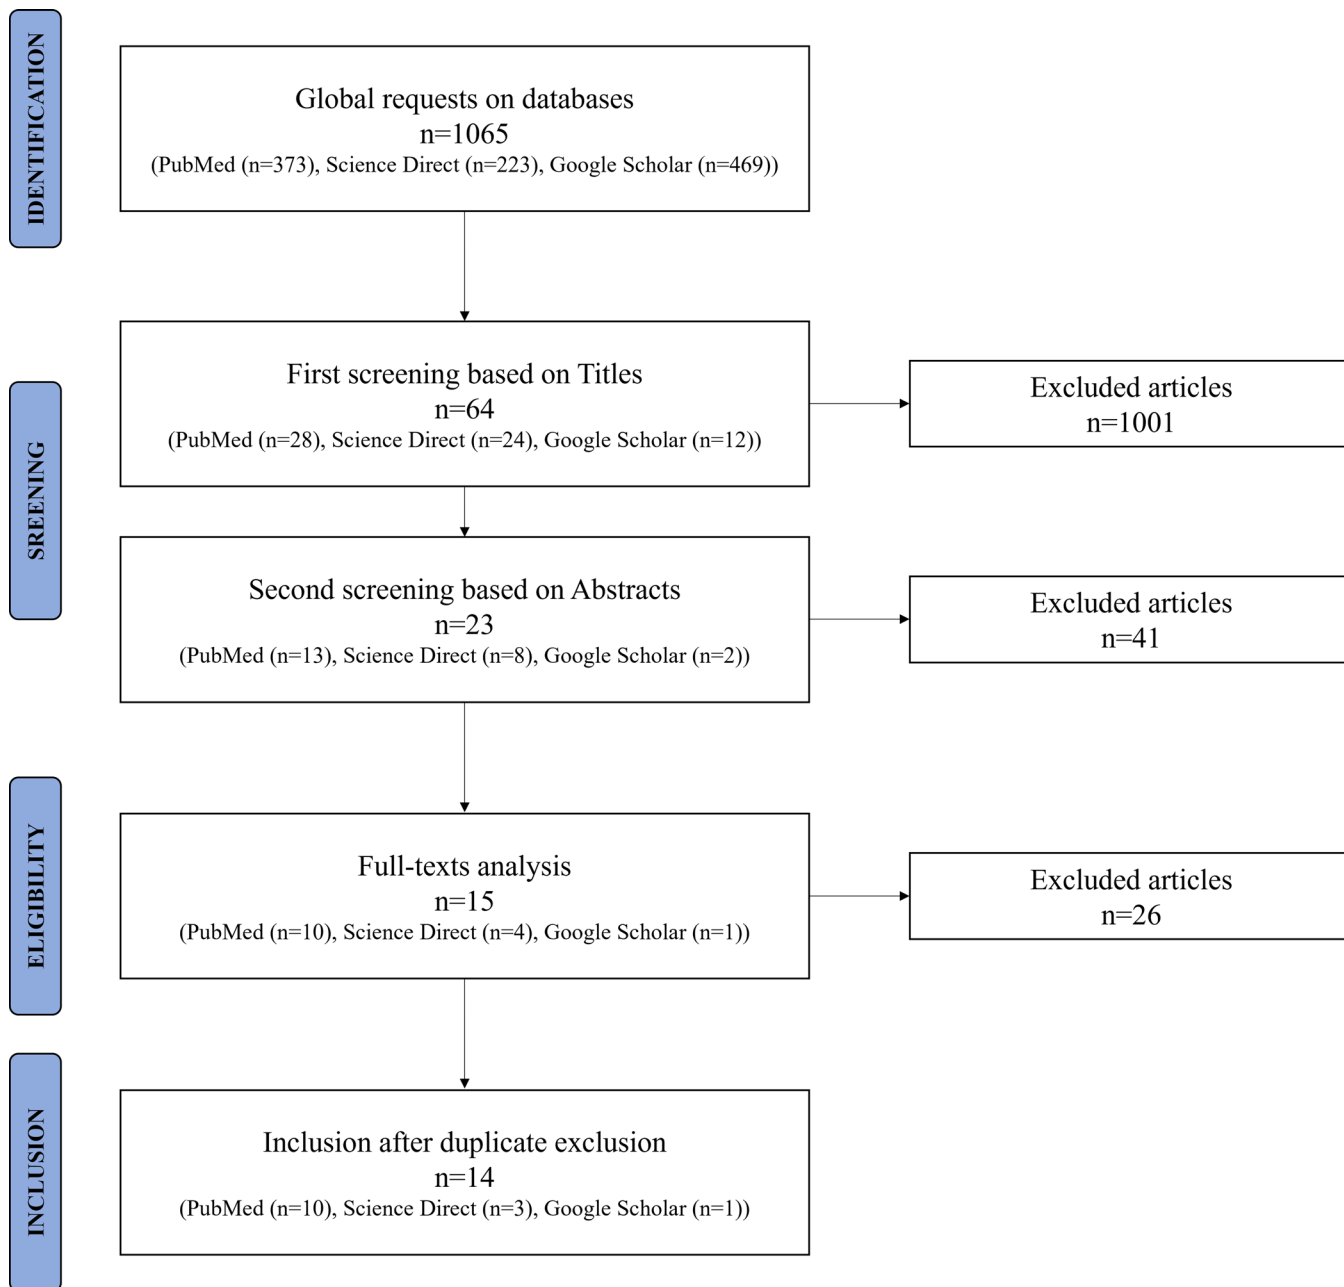 IDENTIFICATION
Global requests on databases
n=1065
(PubMed (n=373), Science Direct (n=223), Google Scholar (n=469))
SREENING
First screening based on Titles
n=64
(PubMed (n=28), Science Direct (n=24), Google Scholar (n=12))
Excluded articles
n=1001
Second screening based on Abstracts
n=23
(PubMed (n=13), Science Direct (n=8), Google Scholar (n=2))
Excluded articles
n=41
ELIGIBILITY
Full-texts analysis
n=15
(PubMed (n=10), Science Direct (n=4), Google Scholar (n=1))
Excluded articles
n=26
INCLUSION
Inclusion after duplicate exclusion
n=14
(PubMed (n=10), Science Direct (n=3), Google Scholar (n=1))